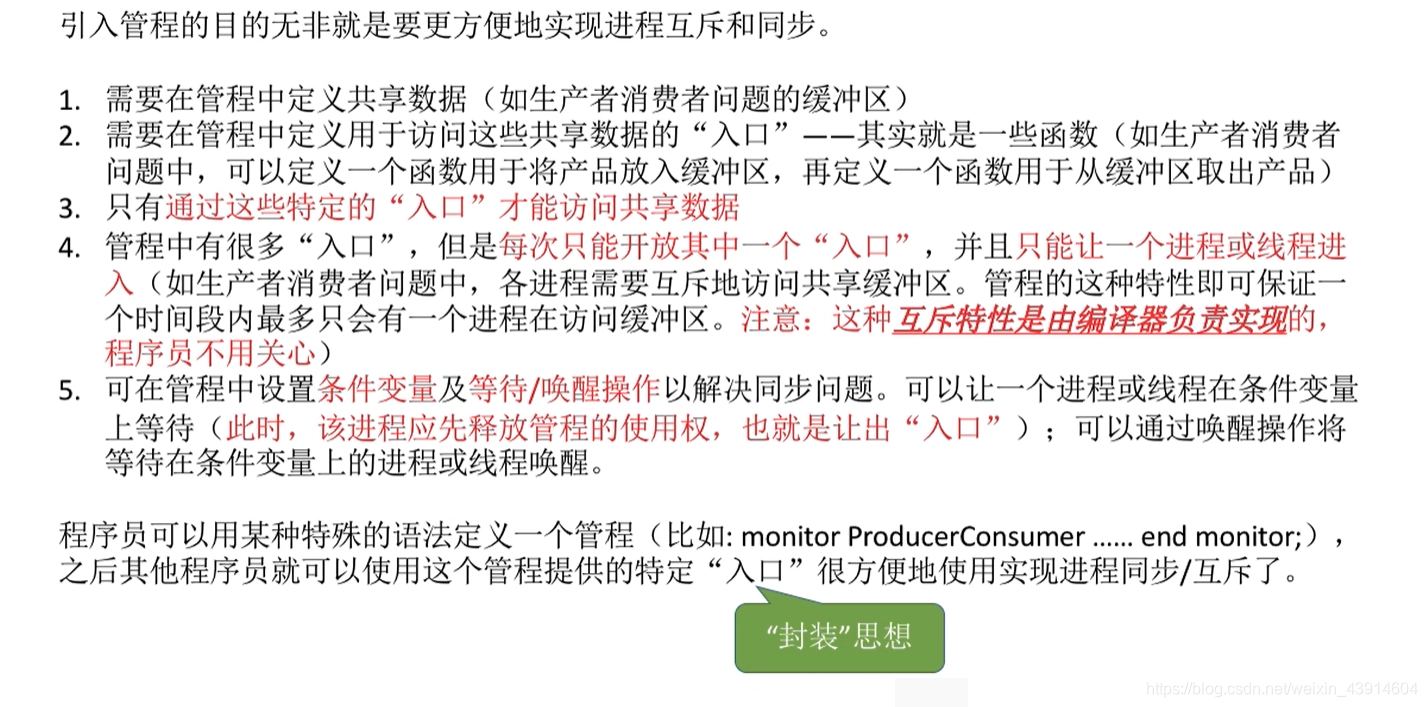 引入管程的目的无非就是要更方便地实现进程互斥和同步。
1. 需要在管程中定义共享数据（如生产者消费者问题的缓冲区）
2. 需要在管程中定义用于访问这些共享数据的“入口”——其实就是一些函数（如生产者消费者
问题中，可以定义一个函数用于将产品放入缓冲区，再定义一个函数用于从缓冲区取出产品）
3. 只有通过这些特定的“入口”才能访问共享数据
4. 管程中有很多“入口”，但是每次只能开放其中一个“入口”，并且只能让一个进程或线程进
入（如生产者消费者问题中，各进程需要互斥地访问共享缓冲区。管程的这种特性即可保证一
个时间段内最多只会有一个进程在访问缓冲区。注意：这种互斥特性是由编译器负责实现的，
程序员不用关心）
5. 可在管程中设置条件变量及等待/唤醒操作以解决同步问题。可以让一个进程或线程在条件变量
上等待（此时，该进程应先释放管程的使用权，也就是让出“入口”）；可以通过唤醒操作将
等待在条件变量上的进程或线程唤醒。
程序员可以用某种特殊的语法定义一个管程（比如: monitor ProducerConsumer …… end monitor;），
之后其他程序员就可以使用这个管程提供的特定“入口”很方便地使用实现进程同步/互斥了。
“封装”思想
https://blog.csdn.net/weixin_43914604